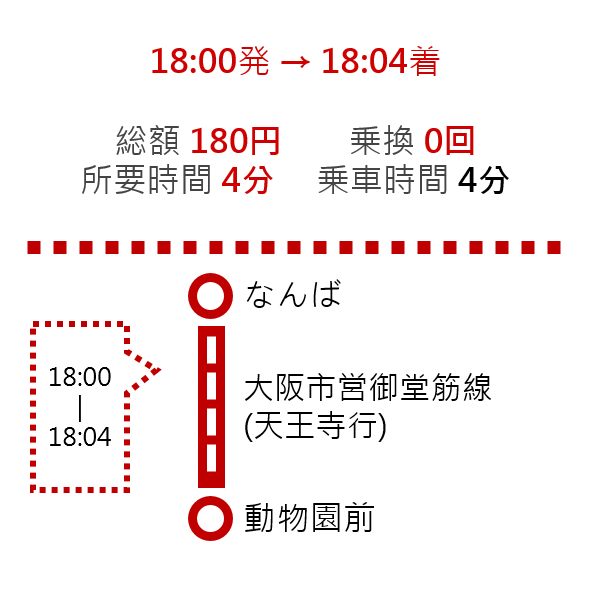 18:00発 → 18:04着
総額 180円 乗換 0回
所要時間 4分 乗車時間 4分
なんば
18:00
|
18:04
大阪市営御堂筋線
(天王寺行)
動物園前